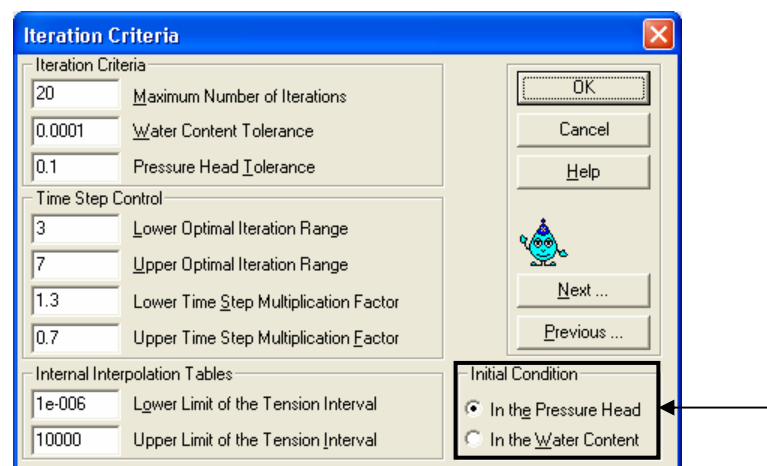 Iteration Criteria
Iteration Criteria
20 Maximum Number of Iterations
0.0001 Water Content Tolerance
0.1 Pressure Head Tolerance
Time Step Control
3 Lower Optimal Iteration Range
7 Upper Optimal Iteration Range
1.3 Lower Time Step Multiplication Factor
0.7 Upper Time Step Multiplication Factor
Internal Interpolation Tables
1e-006 Lower Limit of the Tension Interval
10000 Upper Limit of the Tension Interval
OK
Cancel
Help
Next ...
Previous ...
Initial Condition
In the Pressure Head
In the Water Content